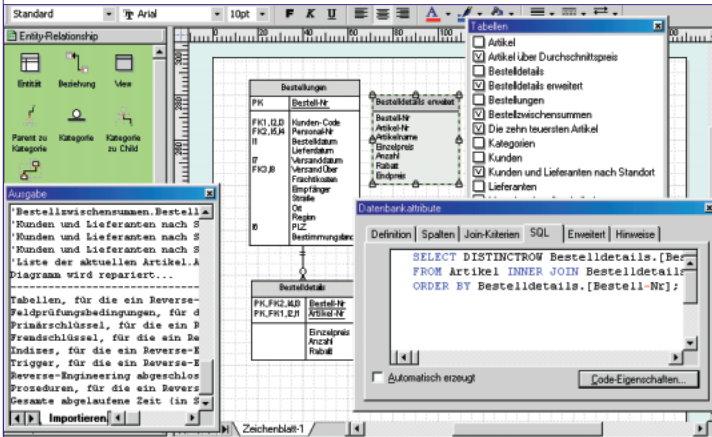 Standard
Arial
10pt
F K U
Entity-Relationship
Entität Beziehung View
Parent zu Kategorie
Kategorie
Kategorie zu Child
20 60 80 100
Bestellungen
PK Bestell-Nr
FK1,I2,I3 Kunden-Code
FK2,I5,I4 Personal-Nr
I1 Bestelldatum
Lieferdatum
I7 Versanddatum
FK3,I8 Versand Über
Frachtkosten
Empfänger
Straße
Ort
Region
I6 PLZ
Bestimmungsland
Bestelldetails erweitert
Bestell-Nr
Artikel-Nr
Artikelname
Einzelpreis
Anzahl
Rabatt
Endpreis
Bestelldetails
PK,FK2,I4,I3 Bestell-Nr
PK,FK1,I2,I1 Artikel-Nr
Einzelpreis
Anzahl
Rabatt
Tabellen
Artikel
Artikel über Durchschnittspreis
Bestelldetails
Bestelldetails erweitert
Bestellungen
Bestellzwischensummen
Die zehn teuersten Artikel
Kategorien
Kunden
Kunden und Lieferanten nach Standort
Lieferanten
Ausgabe
'Bestellzwischensummen.Bestell
'Kunden und Lieferanten nach S
'Kunden und Lieferanten nach S
'Kunden und Lieferanten nach S
'Liste der aktuellen Artikel.A
Diagramm wird repariert...
Tabellen, für die ein Reverse-
Feldprüfungsbedingungen, für d
Primärschlüssel, für die ein R
Fremdschlüssel, für die ein Re
Indizes, für die ein Reverse-E
Trigger, für die ein Reverse-E
Reverse-Engineering abgeschlos
Prozeduren, für die ein Revers
Gesamte abgelaufene Zeit (in S
Importieren
Datenbankattribute
Definition Spalten Join-Kriterien SQL Erweitert Hinweise
SELECT DISTINCTROW Bestelldetails.[Bes
FROM Artikel INNER JOIN Bestelldetails
ORDER BY Bestelldetails.[Bestell-Nr];
Automatisch erzeugt
Code-Eigenschaften...
Zeichenblatt-1